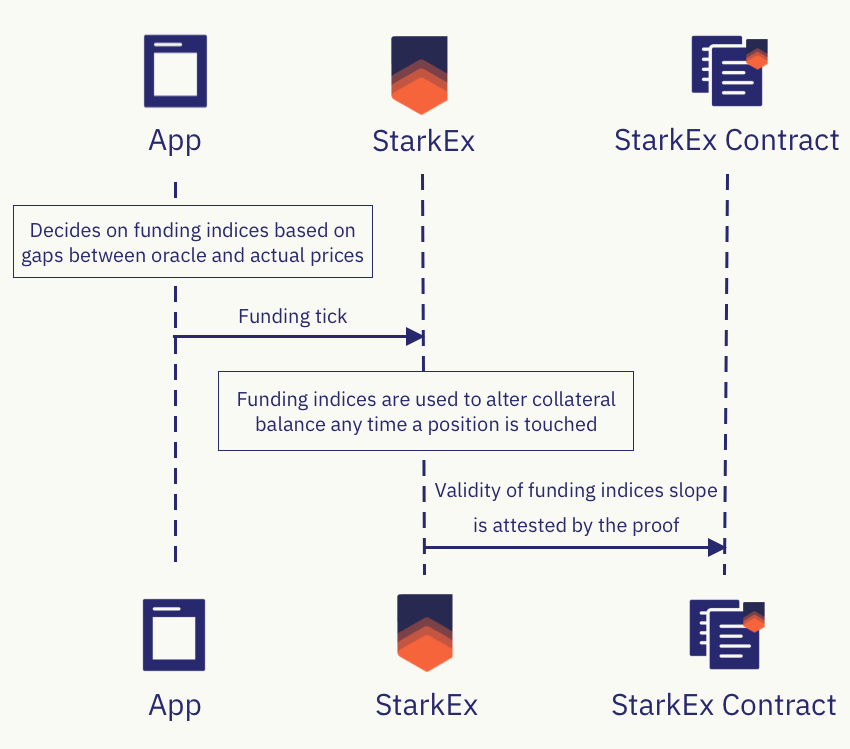 App
StarkEx
StarkEx Contract
Decides on funding indices based on
gaps between oracle and actual prices
Funding tick
Funding indices are used to alter collateral
balance any time a position is touched
Validity of funding indices slope
is attested by the proof
App
StarkEx
StarkEx Contract